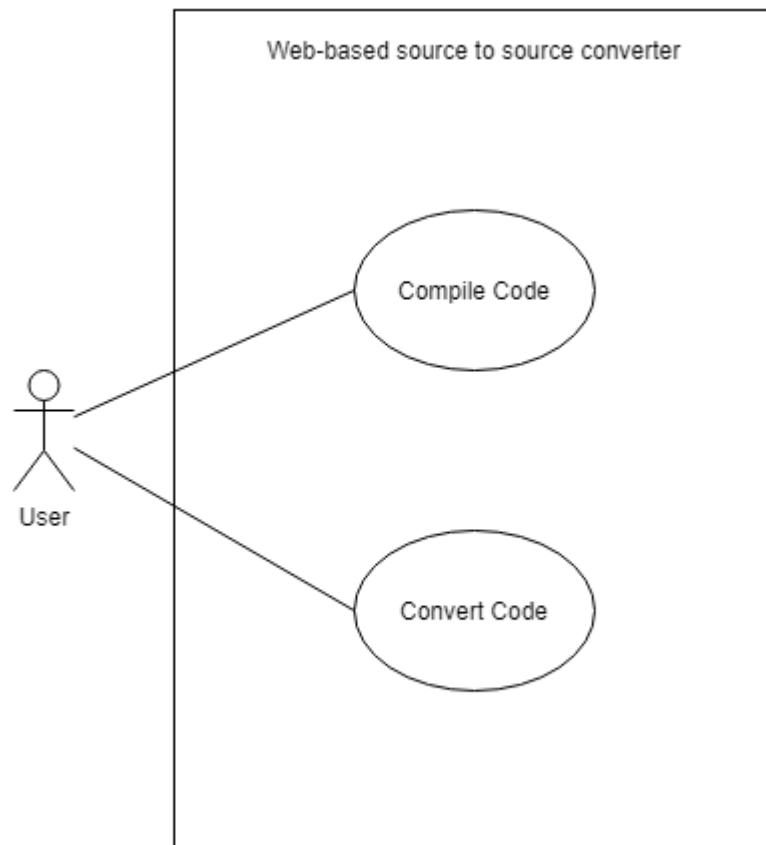 Web-based source to source converter
Compile Code
User
Convert Code